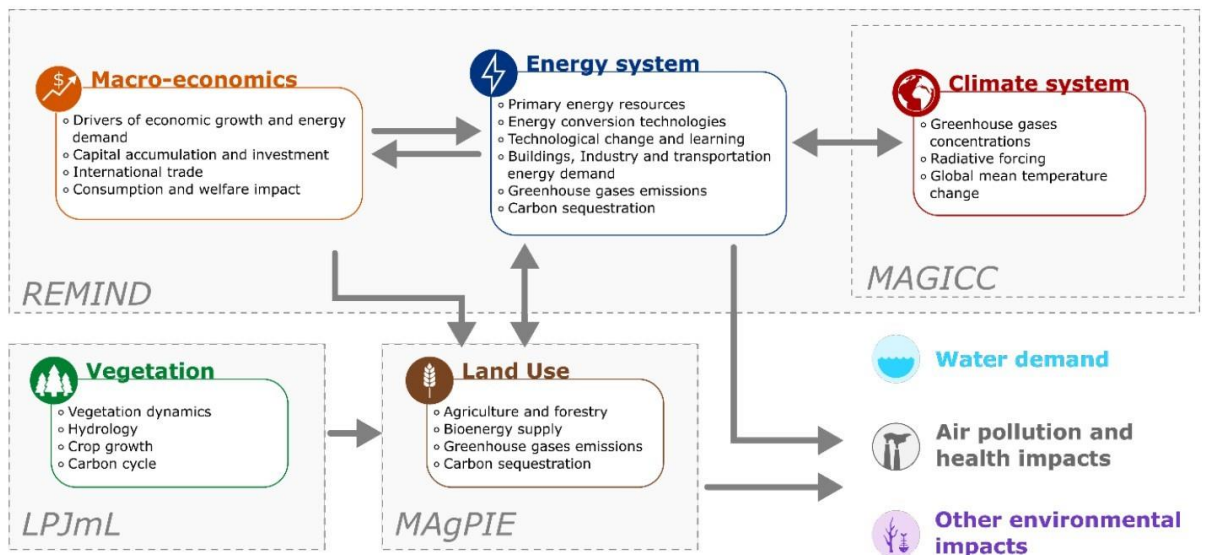 $
Macro-economics
Drivers of economic growth and energy
demand
Capital accumulation and investment
International trade
Consumption and welfare impact
Energy system
Primary energy resources
Energy conversion technologies
Technological change and learning
Buildings, Industry and transportation
energy demand
Greenhouse gases emissions
Carbon sequestration
Climate system
Greenhouse gases
concentrations
Radiative forcing
Global mean temperature
change
REMIND
MAGICC
Vegetation
Vegetation dynamics
Hydrology
Crop growth
Carbon cycle
LPJmL
Land Use
Agriculture and forestry
Bioenergy supply
Greenhouse gases emissions
Carbon sequestration
MAgPIE
Water demand
Air pollution and
health impacts
Other environmental
impacts